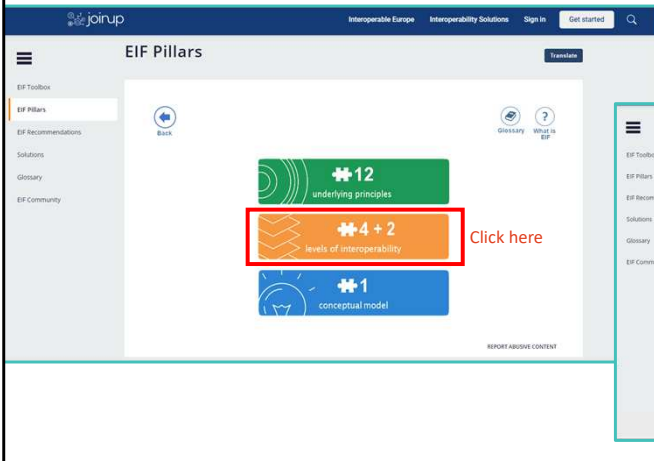 joinup
Interoperable Europe Interoperability Solutions Sign in Get started
EIF Pillars
Translate
EIF Toolbox
EIF Pillars
EIF Recommendations
Solutions
Glossary
EIF Community
Back
Glossary What is EIF
12
underlying principles
4 + 2
levels of interoperability
Click here
1
conceptual model
REPORT ABUSIVE CONTENT
EIF Toolbo
EIF Pillars
EIF Recom
Solutions
Glossary
EIF Comm